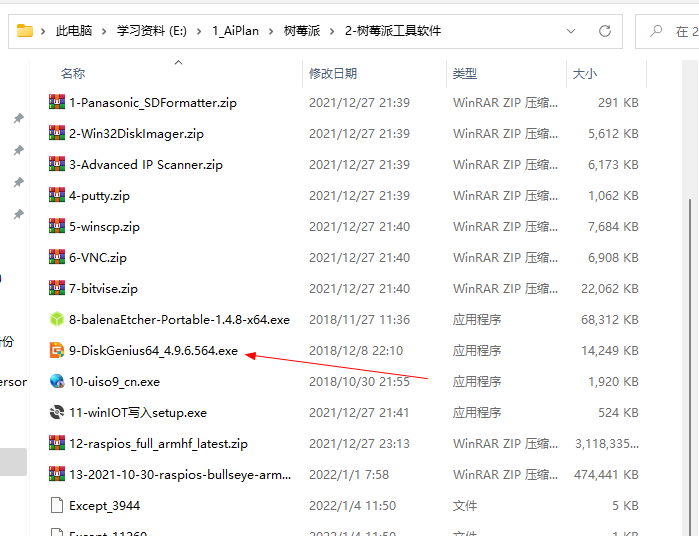 此电脑 > 学习资料 (E:) > 1_AiPlan > 树莓派 > 2-树莓派工具软件
在 2
名称 修改日期 类型 大小
1-Panasonic_SDFormatter.zip 2021/12/27 21:39 WinRAR ZIP 压缩... 291 KB
2-Win32DiskImager.zip 2021/12/27 21:39 WinRAR ZIP 压缩... 5,612 KB
3-Advanced IP Scanner.zip 2021/12/27 21:39 WinRAR ZIP 压缩... 6,173 KB
4-putty.zip 2021/12/27 21:39 WinRAR ZIP 压缩... 1,062 KB
5-winscp.zip 2021/12/27 21:40 WinRAR ZIP 压缩... 7,684 KB
6-VNC.zip 2021/12/27 21:40 WinRAR ZIP 压缩... 6,908 KB
7-bitvise.zip 2021/12/27 21:40 WinRAR ZIP 压缩... 22,062 KB
8-balenaEtcher-Portable-1.4.8-x64.exe 2018/11/27 11:36 应用程序 68,312 KB
份 9-DiskGenius64_4.9.6.564.exe 2018/12/8 22:10 应用程序 14,249 KB
erson 10-uiso9_cn.exe 2018/10/30 21:55 应用程序 1,920 KB
11-winIOT写入setup.exe 2021/12/27 21:41 应用程序 524 KB
12-raspios_full_armhf_latest.zip 2021/12/27 23:13 WinRAR ZIP 压缩... 3,118,335...
13-2021-10-30-raspios-bullseye-arm... 2022/1/1 7:58 WinRAR ZIP 压缩... 474,441 KB
Except_3944 2022/1/4 11:50 文件 5 KB